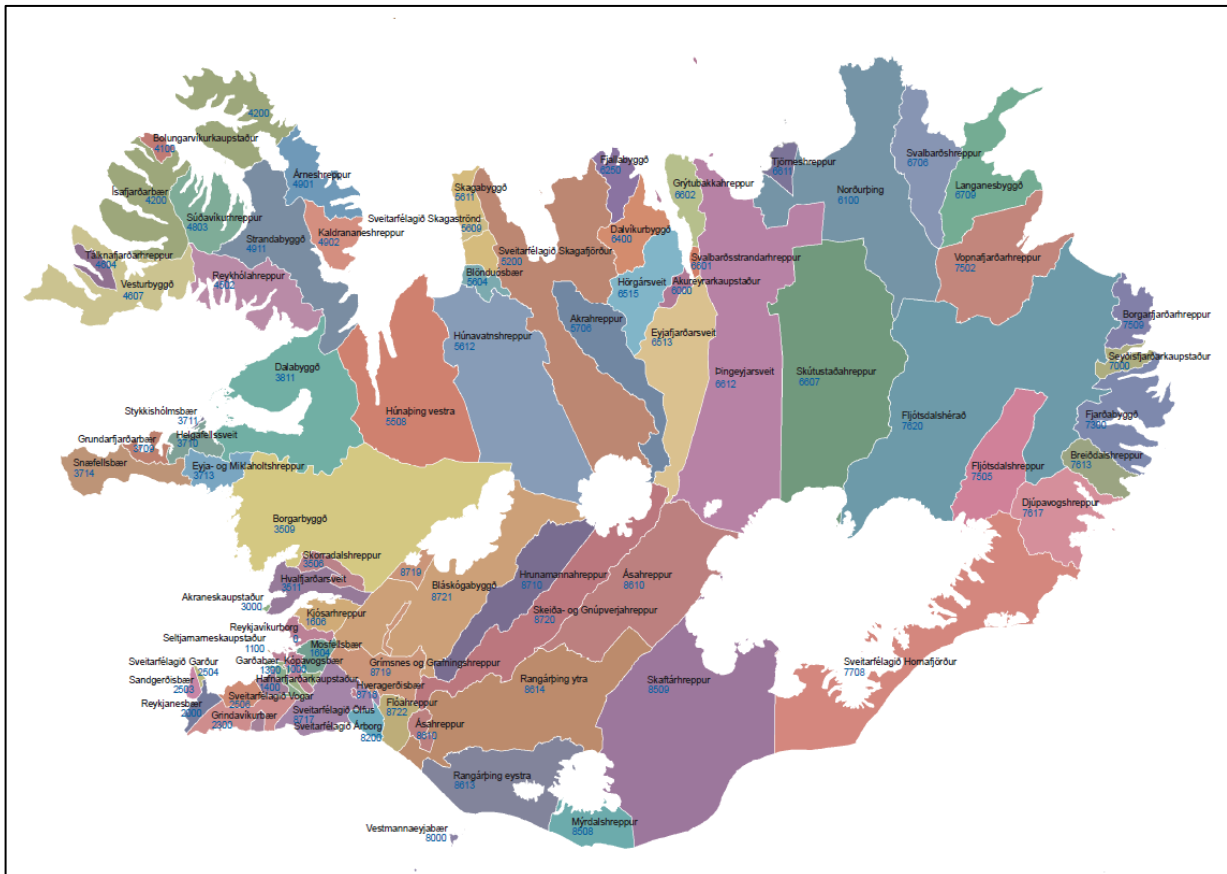 4200
Bolungarvíkurkaupstaður
4100
Ísafjarðarbær
4200
Árneshreppur
4901
Súðavíkurhreppur
4803
Kaldrananeshreppur
4902
Strandabyggð
4911
Tálknafjarðarhreppur
4604
Vesturbyggð
4607
Reykhólahreppur
4502
Skagabyggð
5611
Sveitarfélagið Skagaströnd
5609
Sveitarfélagið Skagafjörður
5200
Blönduósbær
5604
Fjallabyggð
6250
Dalvíkurbyggð
6400
Grýtubakkahreppur
6602
Hörgársveit
6515
Svalbarðsstrandarhreppur
6601
Akureyrarkaupstaður
6000
Tjörneshreppur
6611
Norðurþing
6100
Svalbarðshreppur
6706
Langanesbyggð
6709
Vopnafjarðarhreppur
7502
Borgarfjarðarhreppur
7509
Seyðisfjarðarkaupstaður
7000
Fjarðabyggð
7300
Breiðdalshreppur
7613
Djúpavogshreppur
7617
Fljótsdalshreppur
7505
Fljótsdalshérað
7620
Skútustaðahreppur
6607
Þingeyjarsveit
6612
Eyjafjarðarsveit
6513
Akrahreppur
5706
Húnavatnshreppur
5612
Húnaþing vestra
5508
Dalabyggð
3811
Stykkishólmsbær
3711
Helgafellssveit
3710
Grundarfjarðarbær
3709
Snæfellsbær
3714
Eyja- og Miklaholtshreppur
3713
Borgarbyggð
3509
Skorradalshreppur
3506
Hvalfjarðarsveit
3511
Akraneskaupstaður
3000
Kjósarhreppur
1606
Reykjavíkurborg
0
Seltjarnarneskaupstaður
1100
Mosfellsbær
1604
Garðabær
1300
Kópavogsbær
1000
Hafnarfjarðarkaupstaður
1400
Sveitarfélagið Garður
2504
Sandgerðisbær
2503
Reykjanesbær
2000
Sveitarfélagið Vogar
2506
Grindavíkurbær
2300
Sveitarfélagið Ölfus
8717
Sveitarfélagið Árborg
8200
Hveragerðisbær
8716
Flóahreppur
8722
Grímsnes og Grafningshreppur
8719
8719
Bláskógabyggð
8721
Hrunamannahreppur
8710
Skeiða- og Gnúpverjahreppur
8720
Ásahreppur
8610
Ásahreppur
8610
Rangárþing ytra
8614
Rangárþing eystra
8613
Skaftárhreppur
8509
Mýrdalshreppur
8508
Vestmannaeyjabær
8000
Sveitarfélagið Hornafjörður
7708